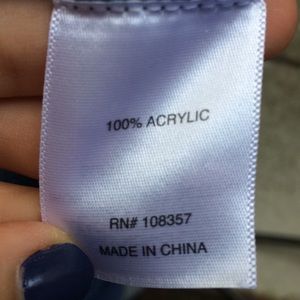 100% ACRYLIC
RN# 108357
MADE IN CHINA